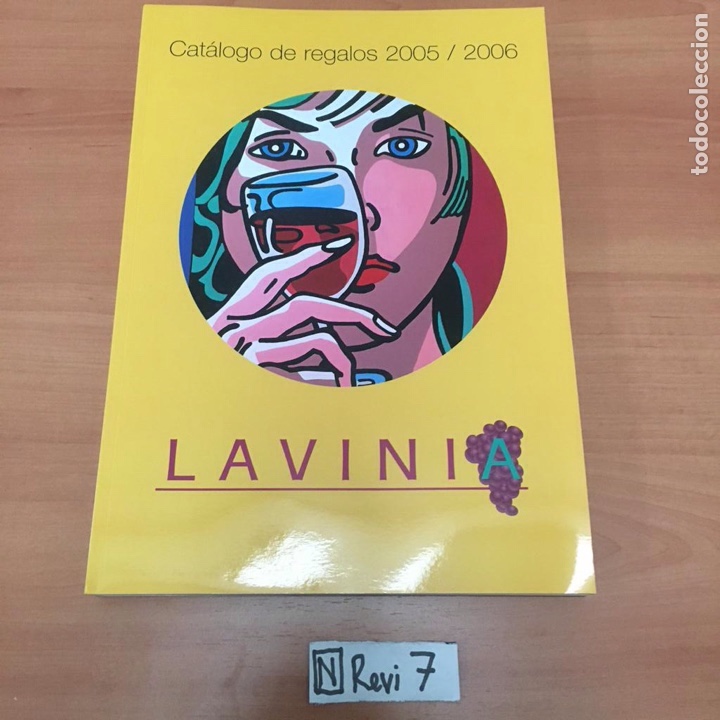 Catálogo de regalos 2005 / 2006
LAVINIA
N Revi 7
todocoleccion